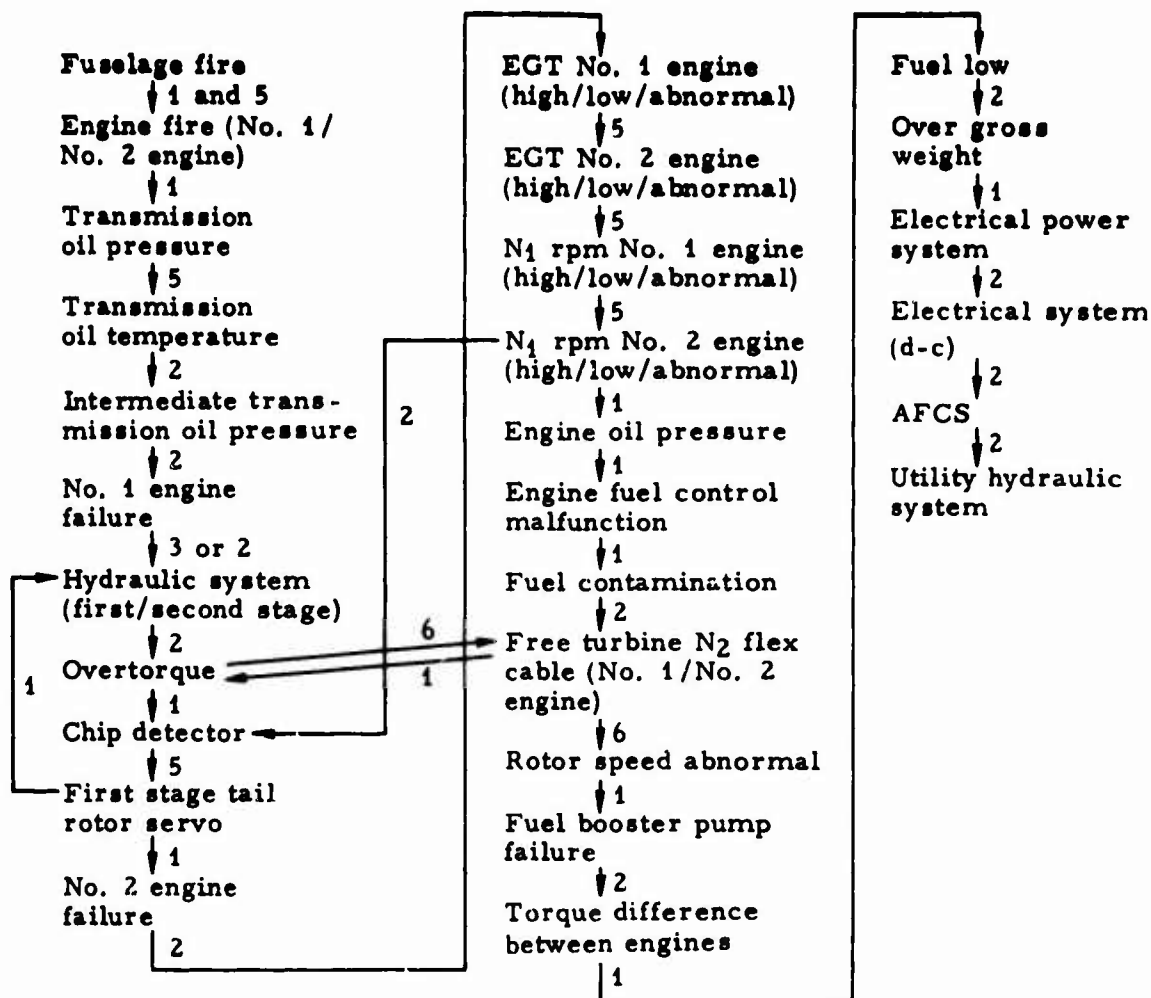 Fuselage fire
1 and 5
Engine fire (No. 1/
No. 2 engine)
1
Transmission
oil pressure
5
Transmission
oil temperature
2
Intermediate trans-
mission oil pressure
2
No. 1 engine
failure
3 or 2
Hydraulic system
(first/second stage)
2
Overtorque
1
Chip detector
5
First stage tail
rotor servo
1
No. 2 engine
failure
2
1
6
1
2
EGT No. 1 engine
(high/low/abnormal)
5
EGT No. 2 engine
(high/low/abnormal)
5
N1 rpm No. 1 engine
(high/low/abnormal)
5
N1 rpm No. 2 engine
(high/low/abnormal)
1
Engine oil pressure
1
Engine fuel control
malfunction
1
Fuel contamination
2
Free turbine N2 flex
cable (No. 1/No. 2
engine)
6
Rotor speed abnormal
1
Fuel booster pump
failure
2
Torque difference
between engines
1
Fuel low
2
Over gross
weight
1
Electrical power
system
2
Electrical system
(d-c)
2
AFCS
2
Utility hydraulic
system